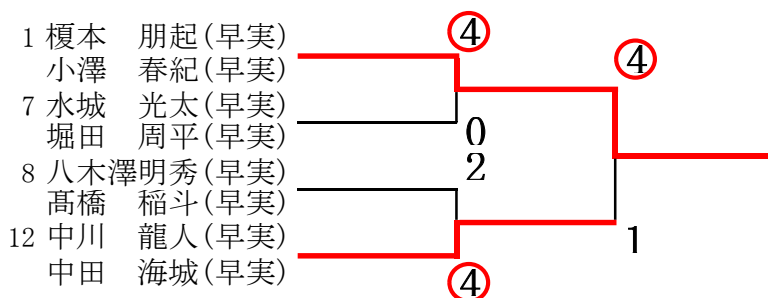 1 榎本　朋起(早実)
小澤　春紀(早実)
7 水城　光太(早実)
堀田　周平(早実)
8 八木澤明秀(早実)
髙橋　稲斗(早実)
12 中川　龍人(早実)
中田　海城(早実)
④
0
2
④
④
1